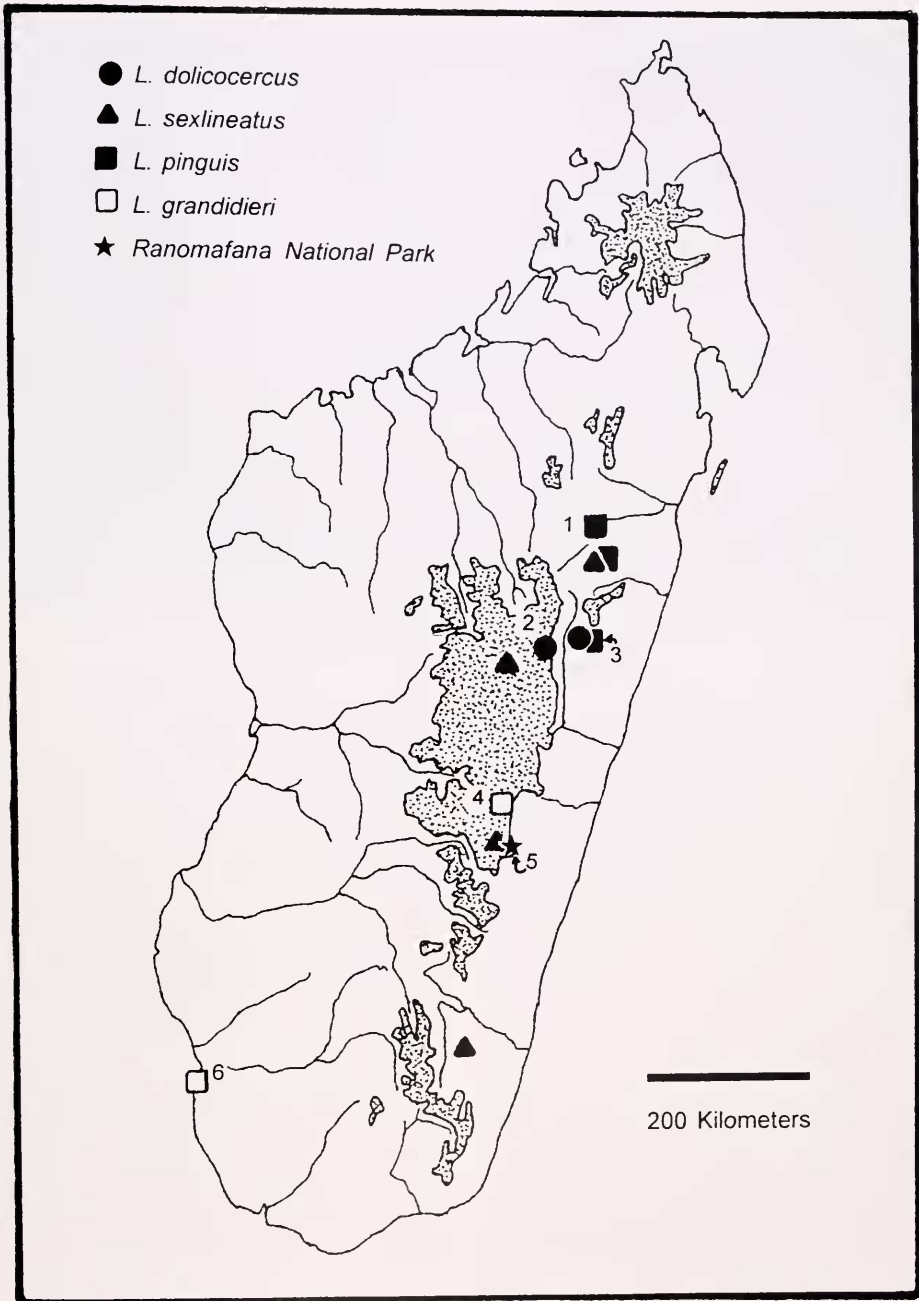 L. dolicocercus
L. sexlineatus
L. pinguis
L. grandidieri
Ranomafana National Park
1
2
3
4
5
6
200 Kilometers